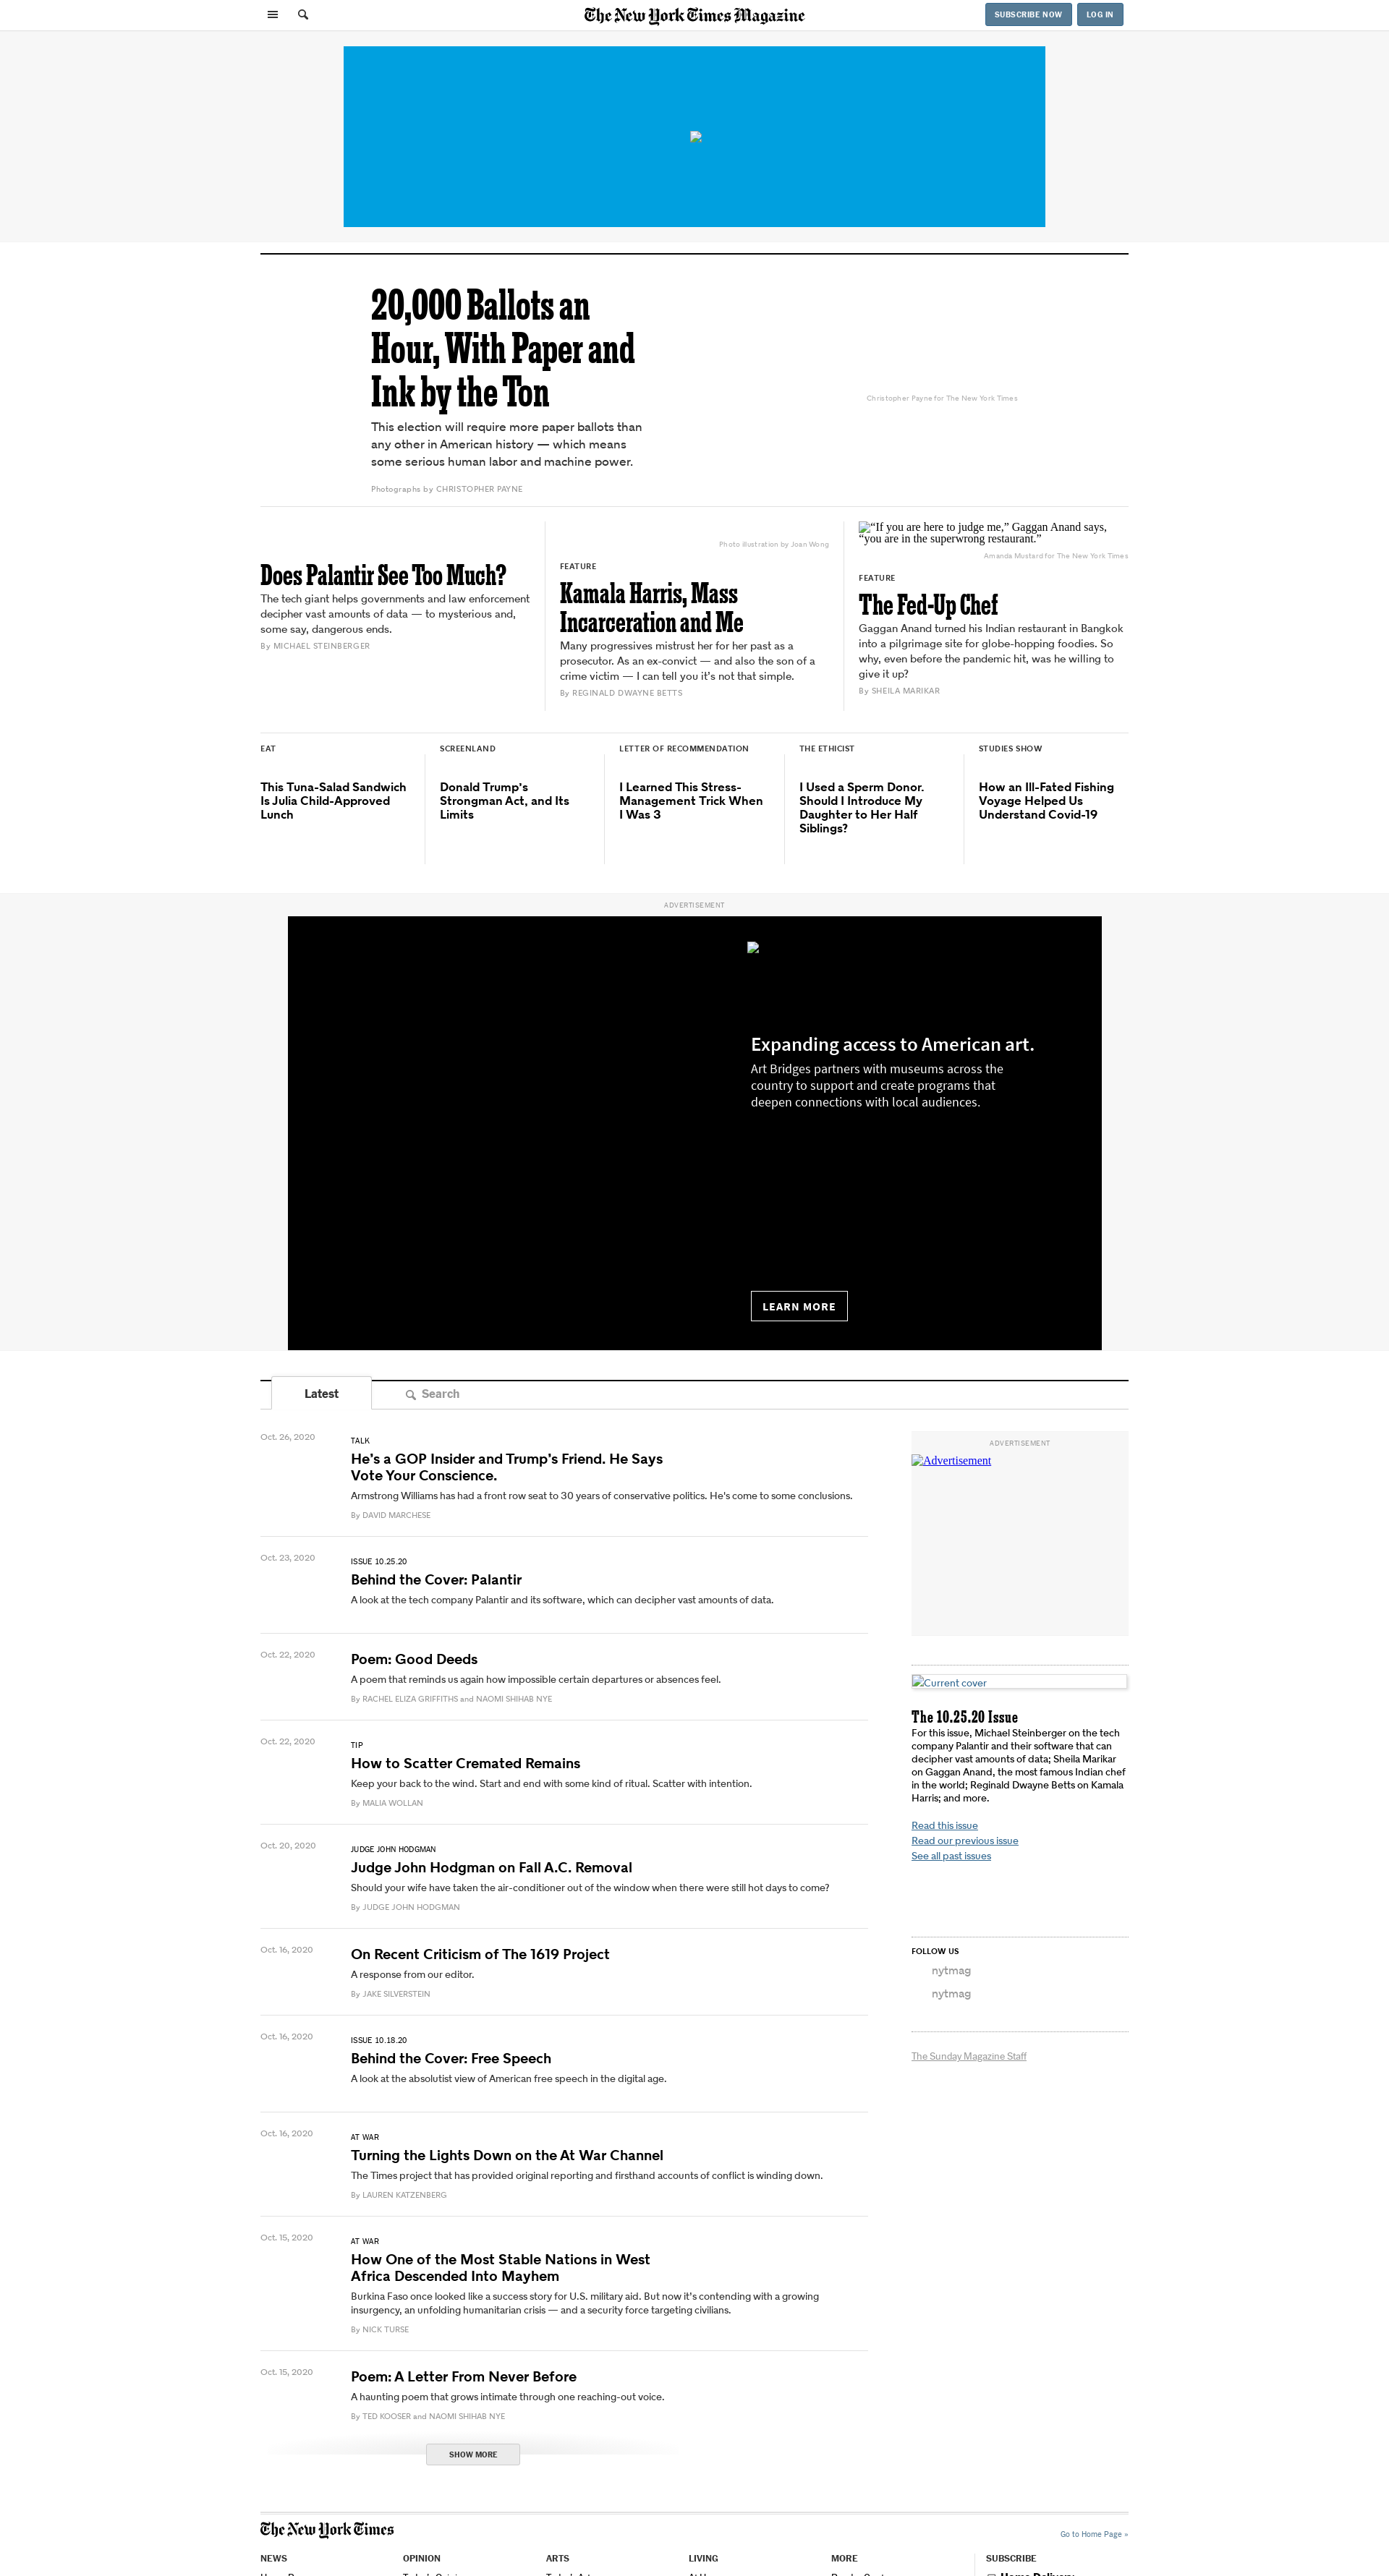 The New York Times Magazine
SUBSCRIBE NOW
LOG IN
20,000 Ballots an
Hour, With Paper and
Ink by the Ton
This election will require more paper ballots than
any other in American history — which means
some serious human labor and machine power.
Photographs by CHRISTOPHER PAYNE
Christopher Payne for The New York Times
Does Palantir See Too Much?
The tech giant helps governments and law enforcement
decipher vast amounts of data — to mysterious and,
some say, dangerous ends.
By MICHAEL STEINBERGER
Photo illustration by Joan Wong
FEATURE
Kamala Harris, Mass
Incarceration and Me
Many progressives mistrust her for her past as a
prosecutor. As an ex-convict — and also the son of a
crime victim — I can tell you it's not that simple.
By REGINALD DWAYNE BETTS
“If you are here to judge me,” Gaggan Anand says,
“you are in the superwrong restaurant.”
Amanda Mustard for The New York Times
FEATURE
The Fed-Up Chef
Gaggan Anand turned his Indian restaurant in Bangkok
into a pilgrimage site for globe-hopping foodies. So
why, even before the pandemic hit, was he willing to
give it up?
By SHEILA MARIKAR
EAT
This Tuna-Salad Sandwich
Is Julia Child-Approved
Lunch
SCREENLAND
Donald Trump's
Strongman Act, and Its
Limits
LETTER OF RECOMMENDATION
I Learned This Stress-
Management Trick When
I Was 3
THE ETHICIST
I Used a Sperm Donor.
Should I Introduce My
Daughter to Her Half
Siblings?
STUDIES SHOW
How an Ill-Fated Fishing
Voyage Helped Us
Understand Covid-19
ADVERTISEMENT
Expanding access to American art.
Art Bridges partners with museums across the
country to support and create programs that
deepen connections with local audiences.
LEARN MORE
Latest
Search
Oct. 26, 2020
TALK
He's a GOP Insider and Trump's Friend. He Says
Vote Your Conscience.
Armstrong Williams has had a front row seat to 30 years of conservative politics. He's come to some conclusions.
By DAVID MARCHESE
Oct. 23, 2020
ISSUE 10.25.20
Behind the Cover: Palantir
A look at the tech company Palantir and its software, which can decipher vast amounts of data.
Oct. 22, 2020
Poem: Good Deeds
A poem that reminds us again how impossible certain departures or absences feel.
By RACHEL ELIZA GRIFFITHS and NAOMI SHIHAB NYE
Oct. 22, 2020
TIP
How to Scatter Cremated Remains
Keep your back to the wind. Start and end with some kind of ritual. Scatter with intention.
By MALIA WOLLAN
Oct. 20, 2020
JUDGE JOHN HODGMAN
Judge John Hodgman on Fall A.C. Removal
Should your wife have taken the air-conditioner out of the window when there were still hot days to come?
By JUDGE JOHN HODGMAN
Oct. 16, 2020
On Recent Criticism of The 1619 Project
A response from our editor.
By JAKE SILVERSTEIN
Oct. 16, 2020
ISSUE 10.18.20
Behind the Cover: Free Speech
A look at the absolutist view of American free speech in the digital age.
Oct. 16, 2020
AT WAR
Turning the Lights Down on the At War Channel
The Times project that has provided original reporting and firsthand accounts of conflict is winding down.
By LAUREN KATZENBERG
Oct. 15, 2020
AT WAR
How One of the Most Stable Nations in West
Africa Descended Into Mayhem
Burkina Faso once looked like a success story for U.S. military aid. But now it's contending with a growing
insurgency, an unfolding humanitarian crisis — and a security force targeting civilians.
By NICK TURSE
Oct. 15, 2020
Poem: A Letter From Never Before
A haunting poem that grows intimate through one reaching-out voice.
By TED KOOSER and NAOMI SHIHAB NYE
SHOW MORE
ADVERTISEMENT
Advertisement
Current cover
The 10.25.20 Issue
For this issue, Michael Steinberger on the tech
company Palantir and their software that can
decipher vast amounts of data; Sheila Marikar
on Gaggan Anand, the most famous Indian chef
in the world; Reginald Dwayne Betts on Kamala
Harris; and more.
Read this issue
Read our previous issue
See all past issues
FOLLOW US
nytmag
nytmag
The Sunday Magazine Staff
The New York Times
Go to Home Page »
NEWS
OPINION
ARTS
LIVING
MORE
SUBSCRIBE